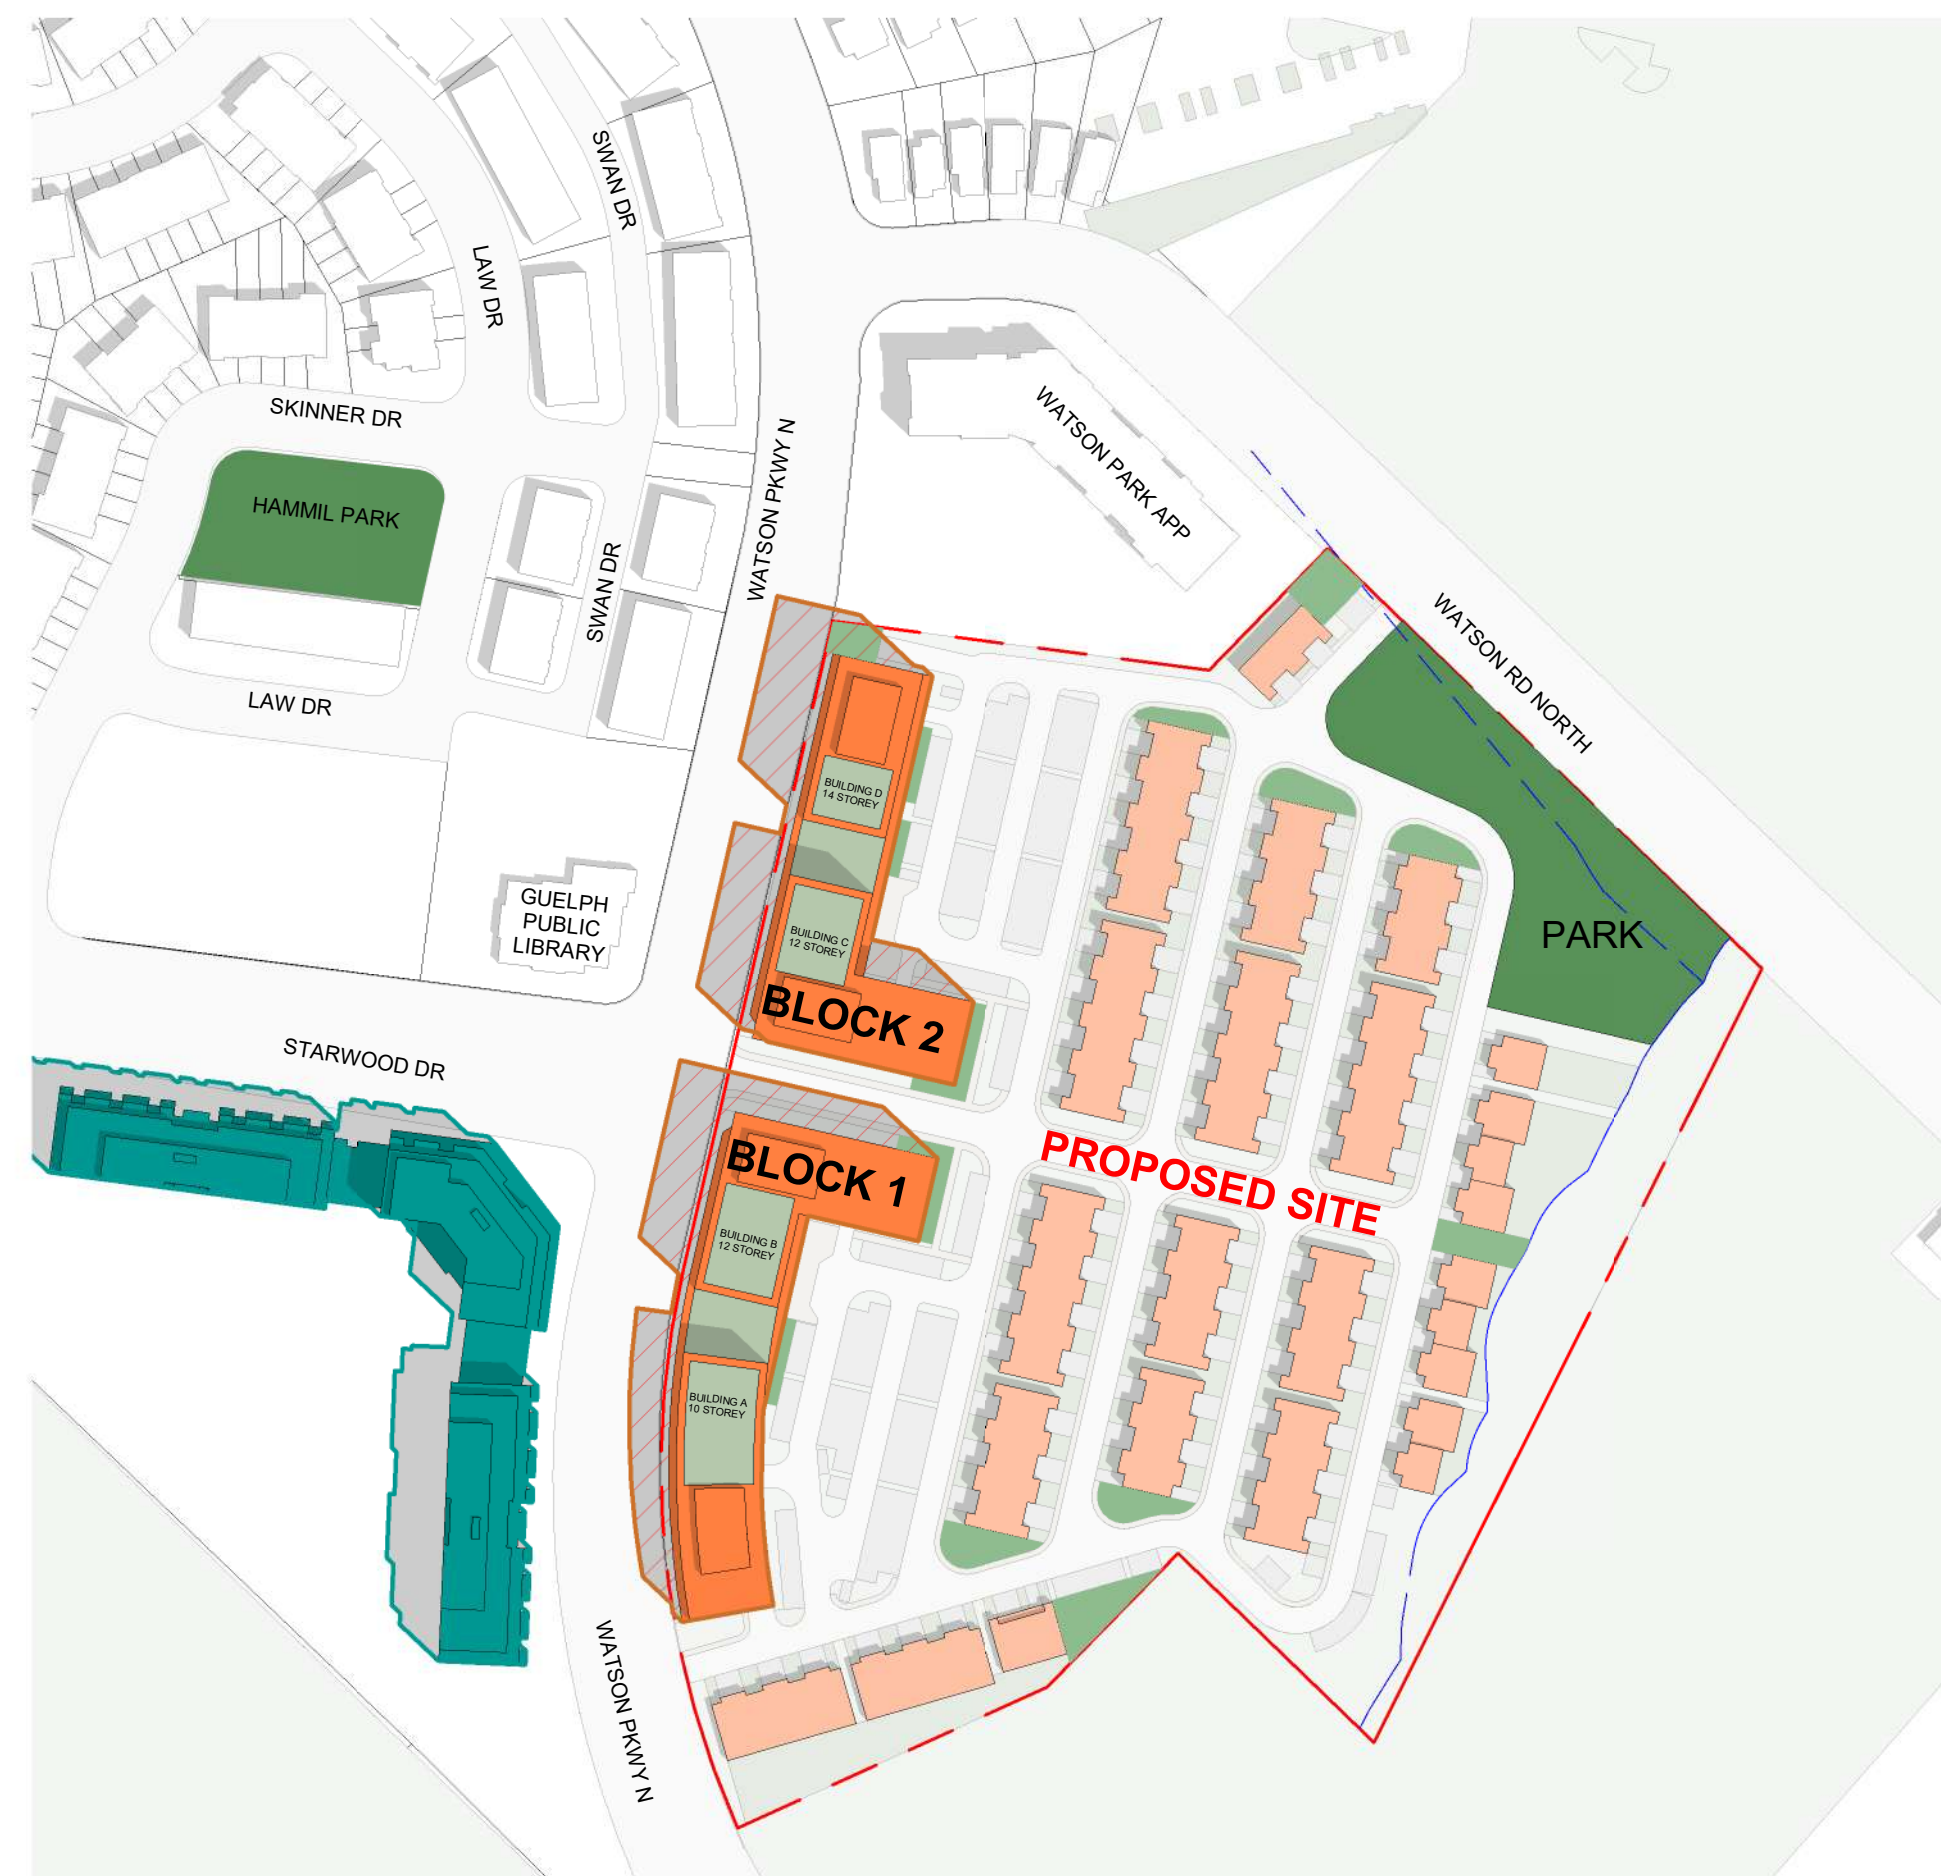 SWAN DR
LAW DR
SKINNER DR
WATSON PARK APP
WATSON PKWY N
HAMMIL PARK
SWAN DR
WATSON RD NORTH
LAW DR
BUILDING D
14 STOREY
GUELPH
PUBLIC
LIBRARY
BUILDING C
12 STOREY
PARK
BLOCK 2
STARWOOD DR
BLOCK 1
PROPOSED SITE
BUILDING B
12 STOREY
BUILDING A
10 STOREY
WATSON PKWY N